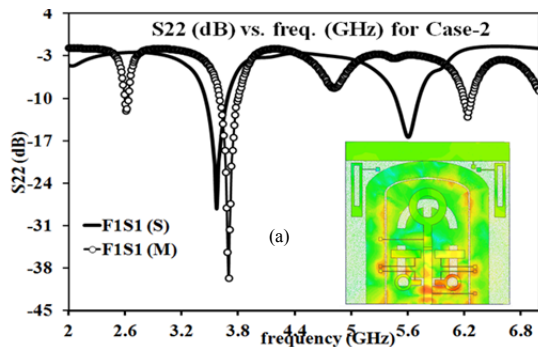 S22 (dB) vs. freq. (GHz) for Case-2
-3
-10
-17
-24
-31
-38
-45
S22 (dB)
F1S1 (S)
F1S1 (M)
(a)
2 2.6 3.2 3.8 4.4 5 5.6 6.2 6.8
frequency (GHz)